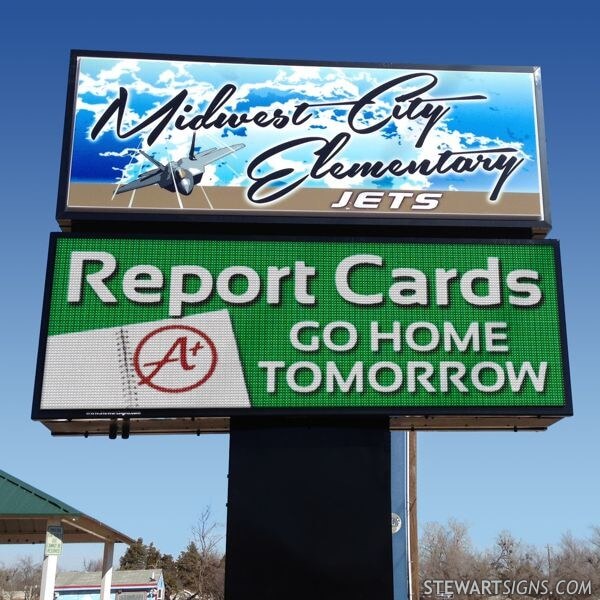 Midwest City
Elementary
JETS
Report Cards
GO HOME
TOMORROW
A+
STEWARTSIGNS.COM